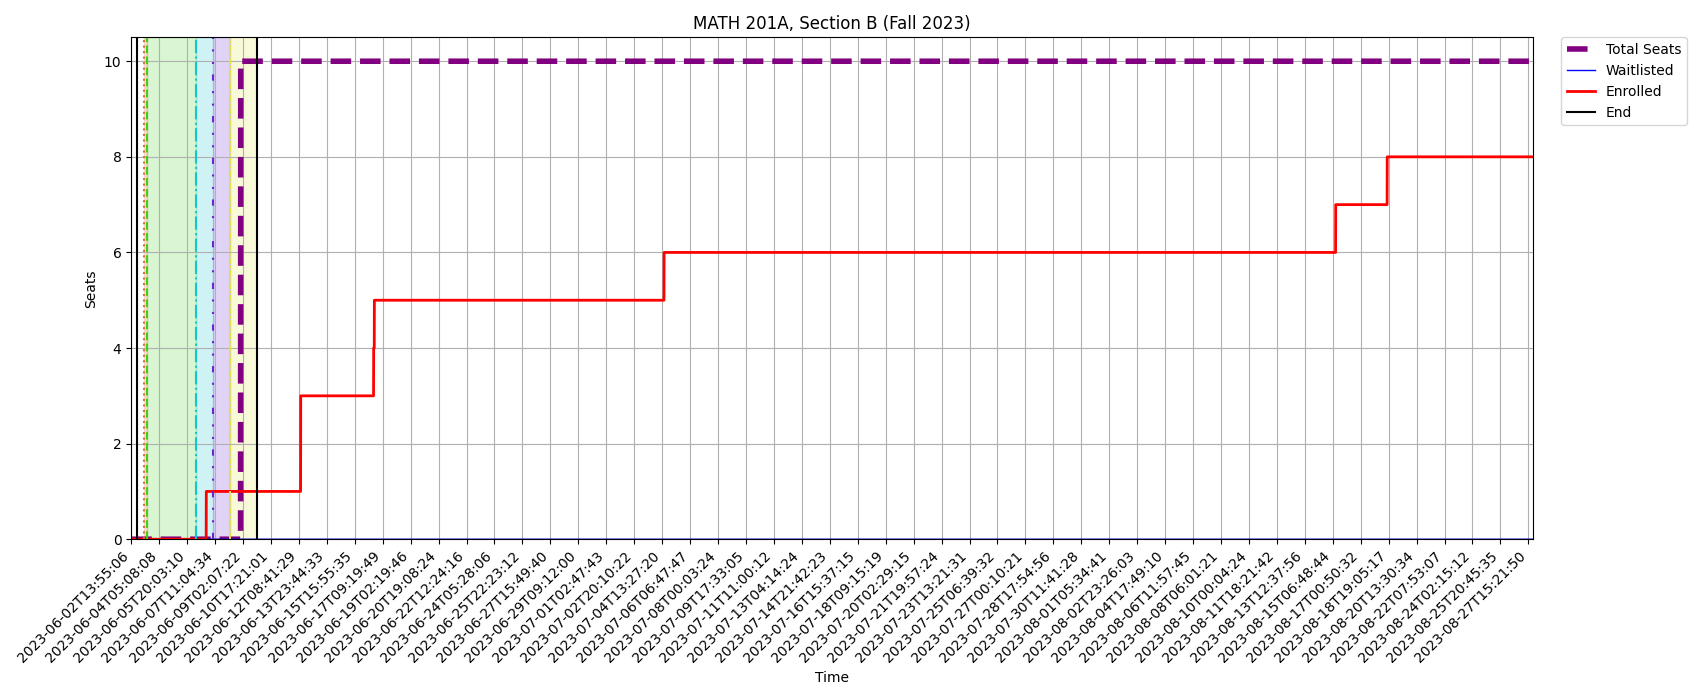 MATH 201A, Section B (Fall 2023)
Total Seats
Waitlisted
Enrolled
End
10
8
6
4
2
0
Seats
2023-06-02T13:55:06
2023-06-04T05:08:08
2023-06-05T20:03:10
2023-06-07T11:04:34
2023-06-09T02:07:22
2023-06-10T17:21:01
2023-06-12T08:41:29
2023-06-13T23:44:33
2023-06-15T15:55:35
2023-06-17T09:19:49
2023-06-19T02:19:46
2023-06-20T19:08:24
2023-06-22T12:24:16
2023-06-24T05:28:06
2023-06-25T22:23:12
2023-06-27T15:49:40
2023-06-29T09:12:00
2023-07-01T02:47:43
2023-07-02T20:10:22
2023-07-04T13:27:20
2023-07-06T06:47:47
2023-07-08T00:03:24
2023-07-09T17:33:05
2023-07-11T11:00:12
2023-07-13T04:14:24
2023-07-14T21:42:23
2023-07-16T15:37:15
2023-07-18T09:15:19
2023-07-20T02:29:15
2023-07-21T19:57:24
2023-07-23T13:21:31
2023-07-25T06:39:32
2023-07-27T00:10:21
2023-07-28T17:54:56
2023-07-30T11:41:28
2023-08-01T05:34:41
2023-08-02T23:26:03
2023-08-04T17:49:10
2023-08-06T11:57:45
2023-08-08T06:01:21
2023-08-10T00:04:24
2023-08-11T18:21:42
2023-08-13T12:37:56
2023-08-15T06:48:44
2023-08-17T00:50:32
2023-08-18T19:05:17
2023-08-20T13:30:34
2023-08-22T07:53:07
2023-08-24T02:15:12
2023-08-25T20:45:35
2023-08-27T15:21:50
Time